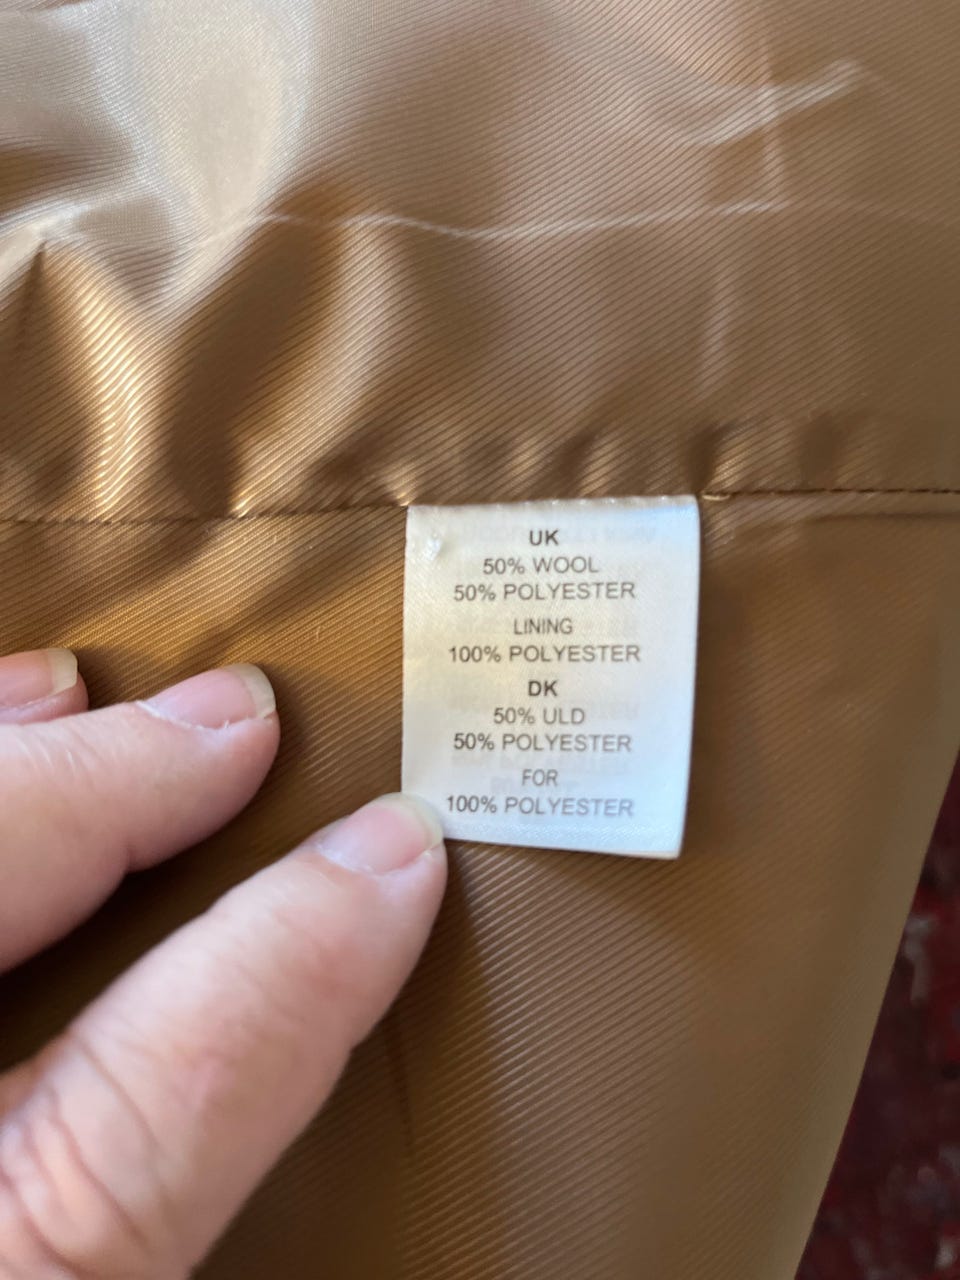 UK
50% WOOL
50% POLYESTER
LINING
100% POLYESTER
DK
50% ULD
50% POLYESTER
FOR
100% POLYESTER